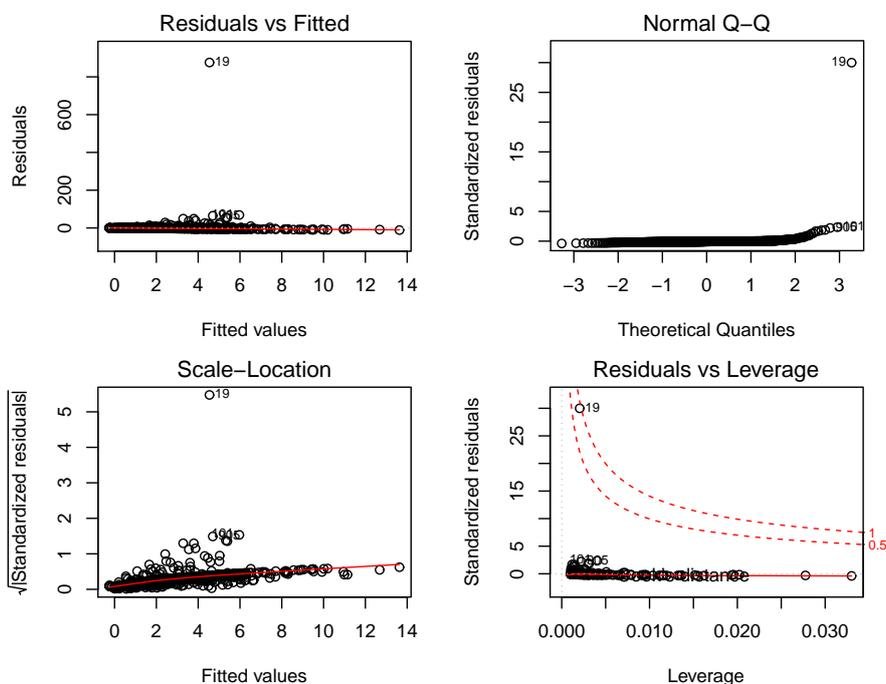 Residuals vs Fitted
Residuals
0
200
600
19
0 2 4 6 8 10 12 14
Fitted values
Normal Q−Q
Standardized residuals
0
5
15
25
19
−3 −2 −1 0 1 2 3
Theoretical Quantiles
Scale−Location
√|Standardized residuals|
0
1
2
3
4
5
19
0 2 4 6 8 10 12 14
Fitted values
Residuals vs Leverage
Standardized residuals
0
5
15
25
19
1
0.5
0.000 0.010 0.020 0.030
Leverage